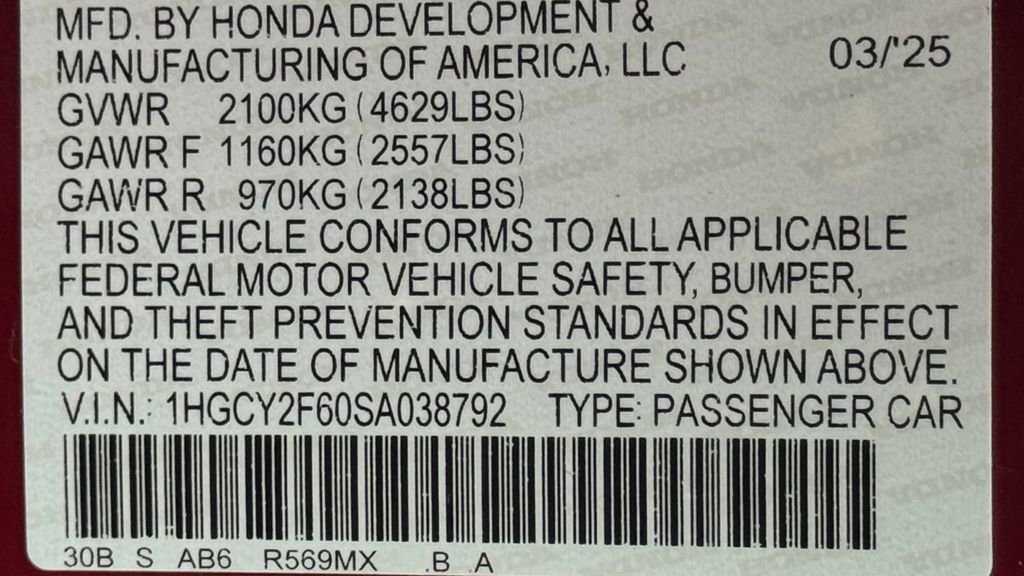 MFD. BY HONDA DEVELOPMENT &
MANUFACTURING OF AMERICA, LLC 03/'25
GVWR 2100KG (4629LBS)
GAWR F 1160KG (2557LBS)
GAWR R 970KG (2138LBS)
THIS VEHICLE CONFORMS TO ALL APPLICABLE
FEDERAL MOTOR VEHICLE SAFETY, BUMPER,
AND THEFT PREVENTION STANDARDS IN EFFECT
ON THE DATE OF MANUFACTURE SHOWN ABOVE.
V.I.N.: 1HGCY2F60SA038792 TYPE: PASSENGER CAR
30B S AB6 R569MX .B .A